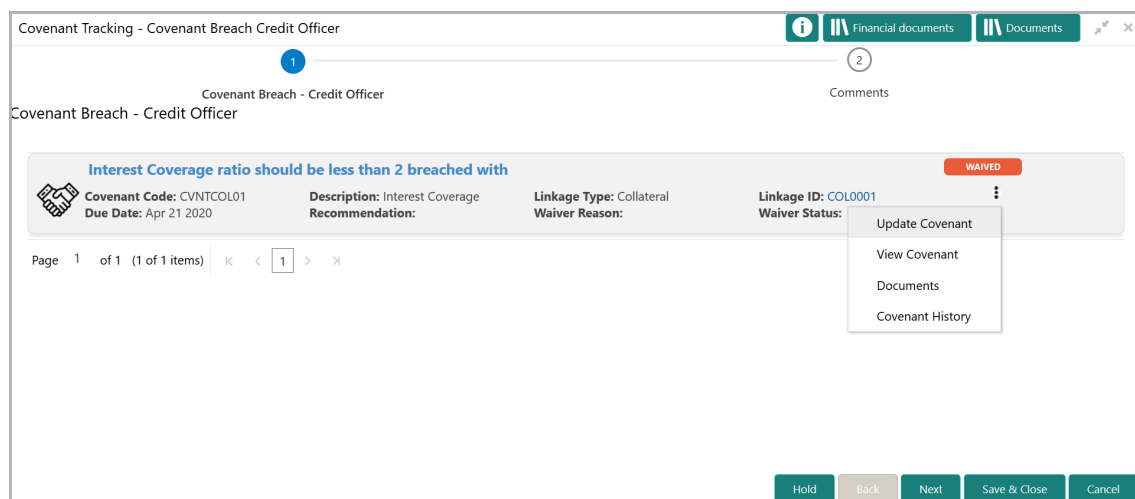 Covenant Tracking - Covenant Breach Credit Officer
i Financial documents Documents
1 2
Covenant Breach - Credit Officer Comments
Covenant Breach - Credit Officer
Interest Coverage ratio should be less than 2 breached with WAIVED
Covenant Code: CVNTCOL01 Description: Interest Coverage Linkage Type: Collateral Linkage ID: COL0001
Due Date: Apr 21 2020 Recommendation: Waiver Reason: Waiver Status:
Update Covenant
View Covenant
Documents
Covenant History
Page 1 of 1 (1 of 1 items) 1
Hold Back Next Save & Close Cancel